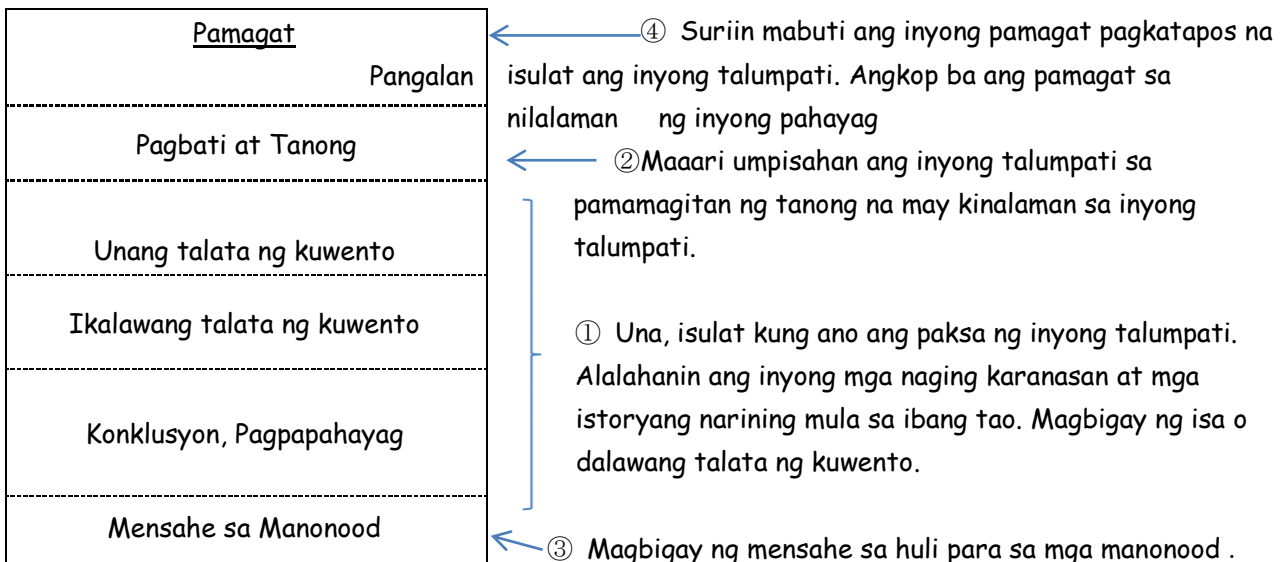 Pamagat
Pangalan
Pagbati at Tanong
Unang talata ng kuwento
Ikalawang talata ng kuwento
Konklusyon, Pagpapahayag
Mensahe sa Manonood
④ Suriin mabuti ang inyong pamagat pagkatapos na
isulat ang inyong talumpati. Angkop ba ang pamagat sa
nilalaman ng inyong pahayag
②Maaari umpisahan ang inyong talumpati sa
pamamagitan ng tanong na may kinalaman sa inyong
talumpati.
① Una, isulat kung ano ang paksa ng inyong talumpati.
Alalahanin ang inyong mga naging karanasan at mga
istoryang narining mula sa ibang tao. Magbigay ng isa o
dalawang talata ng kuwento.
③ Magbigay ng mensahe sa huli para sa mga manonood .